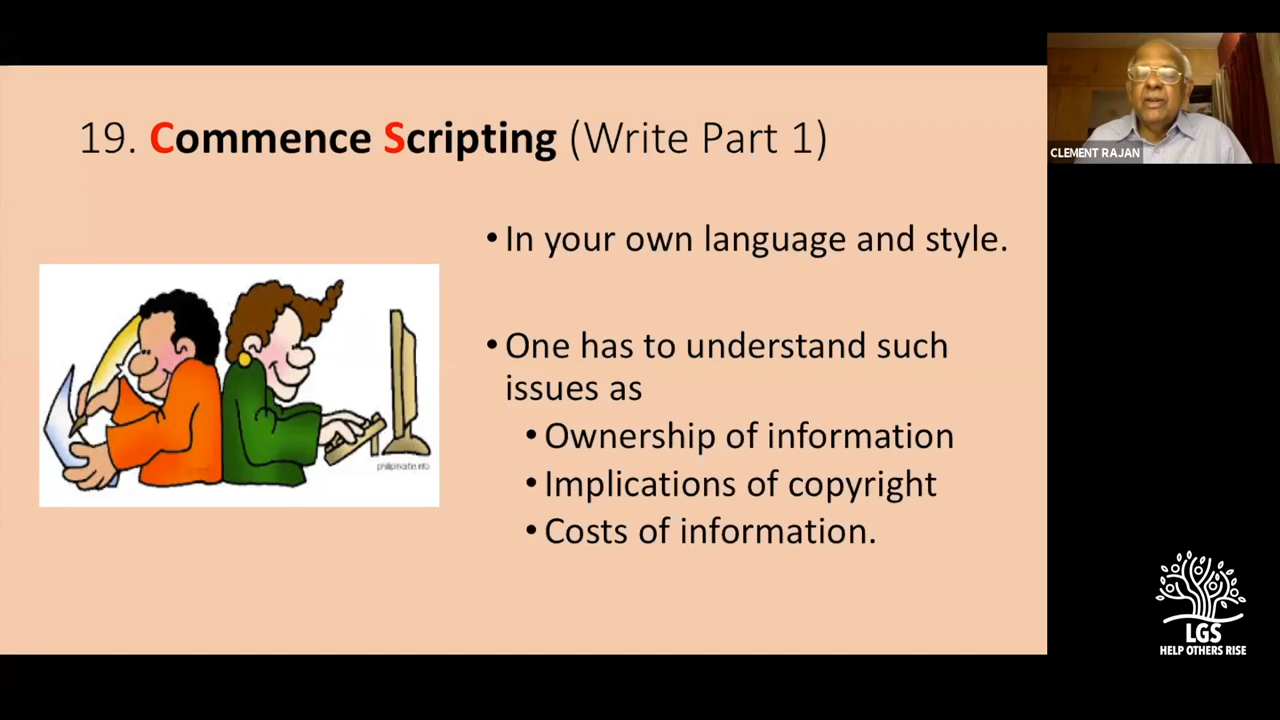 19. Commence Scripting (Write Part 1)
• In your own language and style.
• One has to understand such
issues as
• Ownership of information
• Implications of copyright
• Costs of information.
philipmartin.info
CLEMENT RAJAN
LGS
HELP OTHERS RISE